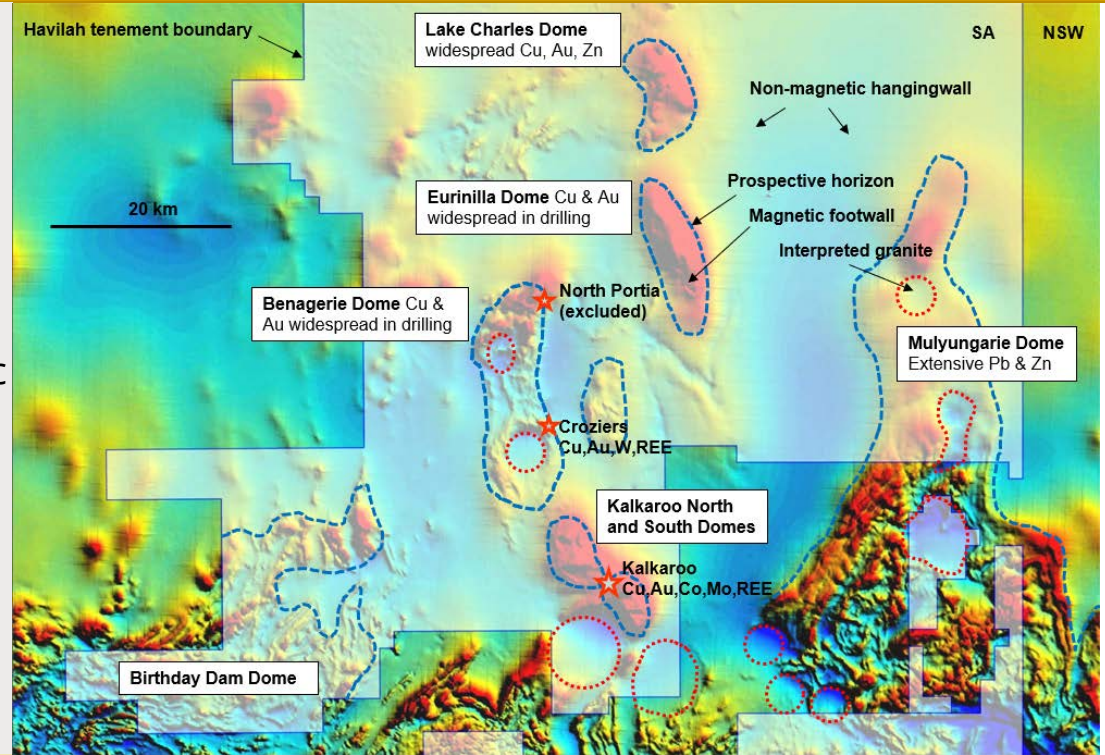 Havilah tenement boundary
Lake Charles Dome
widespread Cu, Au, Zn
SA
NSW
Non-magnetic hangingwall
Eurinilla Dome Cu & Au
widespread in drilling
Prospective horizon
Magnetic footwall
Interpreted granite
20 km
Benagerie Dome Cu &
Au widespread in drilling
North Portia
(excluded)
Mulyungarie Dome
Extensive Pb & Zn
Croziers
Cu,Au,W,REE
Kalkaroo North
and South Domes
Kalkaroo
Cu,Au,Co,Mo,REE
Birthday Dam Dome